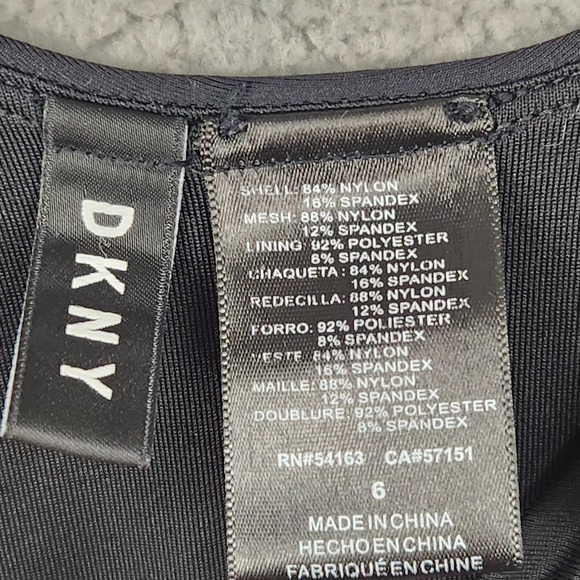 DKNY
SHELL: 84% NYLON
16% SPANDEX
MESH: 88% NYLON
12% SPANDEX
LINING: 92% POLYESTER
8% SPANDEX
CHAQUETA: 84% NYLON
16% SPANDEX
REDECILLA: 88% NYLON
12% SPANDEX
FORRO: 92% POLIESTER
8% SPANDEX
VESTE: 84% NYLON
16% SPANDEX
MAILLE: 88% NYLON
12% SPANDEX
DOUBLURE: 92% POLYESTER
8% SPANDEX
RN#54163 CA#57151
6
MADE IN CHINA
HECHO EN CHINA
FABRIQUÉ EN CHINE